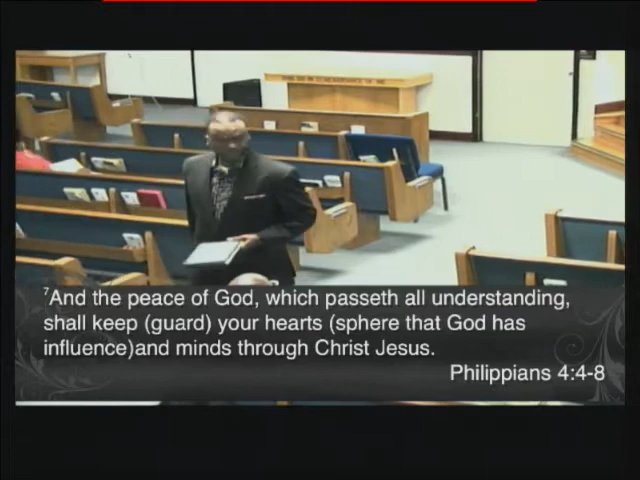 ⁷And the peace of God, which passeth all understanding,
shall keep (guard) your hearts (sphere that God has
influence)and minds through Christ Jesus.
Philippians 4:4-8